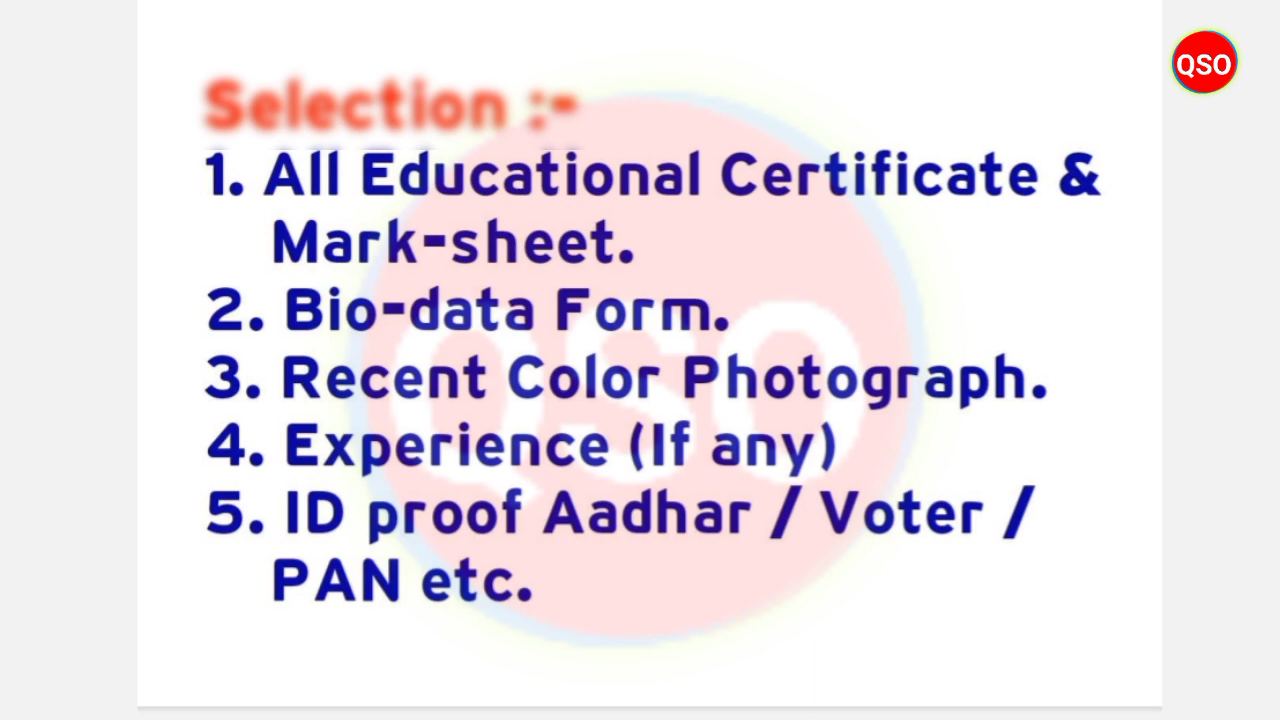 QSO
Selection :-
1. All Educational Certificate &
Mark-sheet.
2. Bio-data Form.
3. Recent Color Photograph.
4. Experience (If any)
5. ID proof Aadhar / Voter /
PAN etc.
QSO